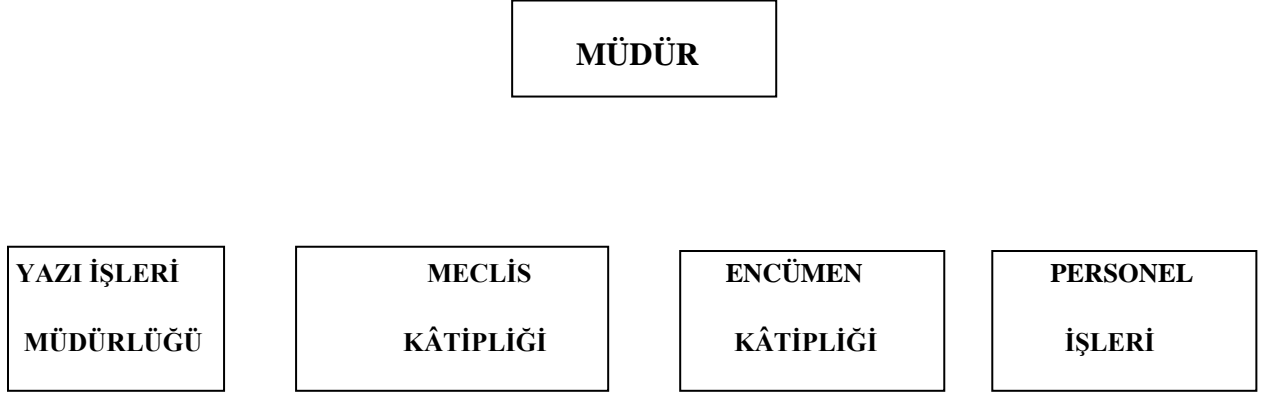 MÜDÜR
YAZI İŞLERİ
MÜDÜRLÜĞÜ
MECLİS
KÂTİPLİĞİ
ENCÜMEN
KÂTİPLİĞİ
PERSONEL
İŞLERİ